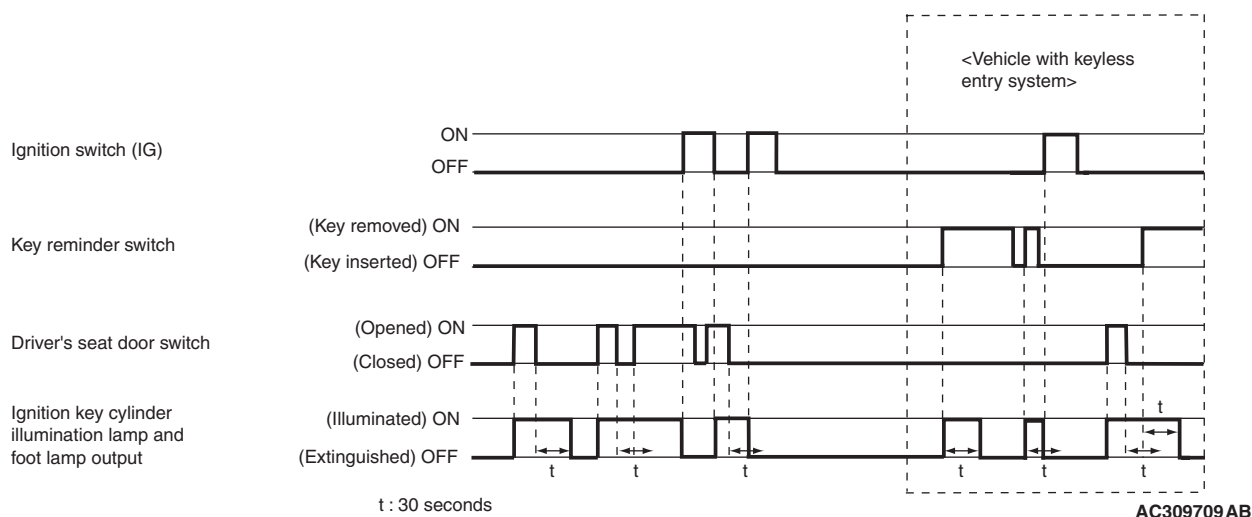 <Vehicle with keyless
entry system>
Ignition switch (IG)
ON
OFF
Key reminder switch
(Key removed) ON
(Key inserted) OFF
Driver's seat door switch
(Opened) ON
(Closed) OFF
Ignition key cylinder
illumination lamp and
foot lamp output
(Illuminated) ON
(Extinguished) OFF
t
t
t
t
t
t
t
t : 30 seconds
AC309709AB